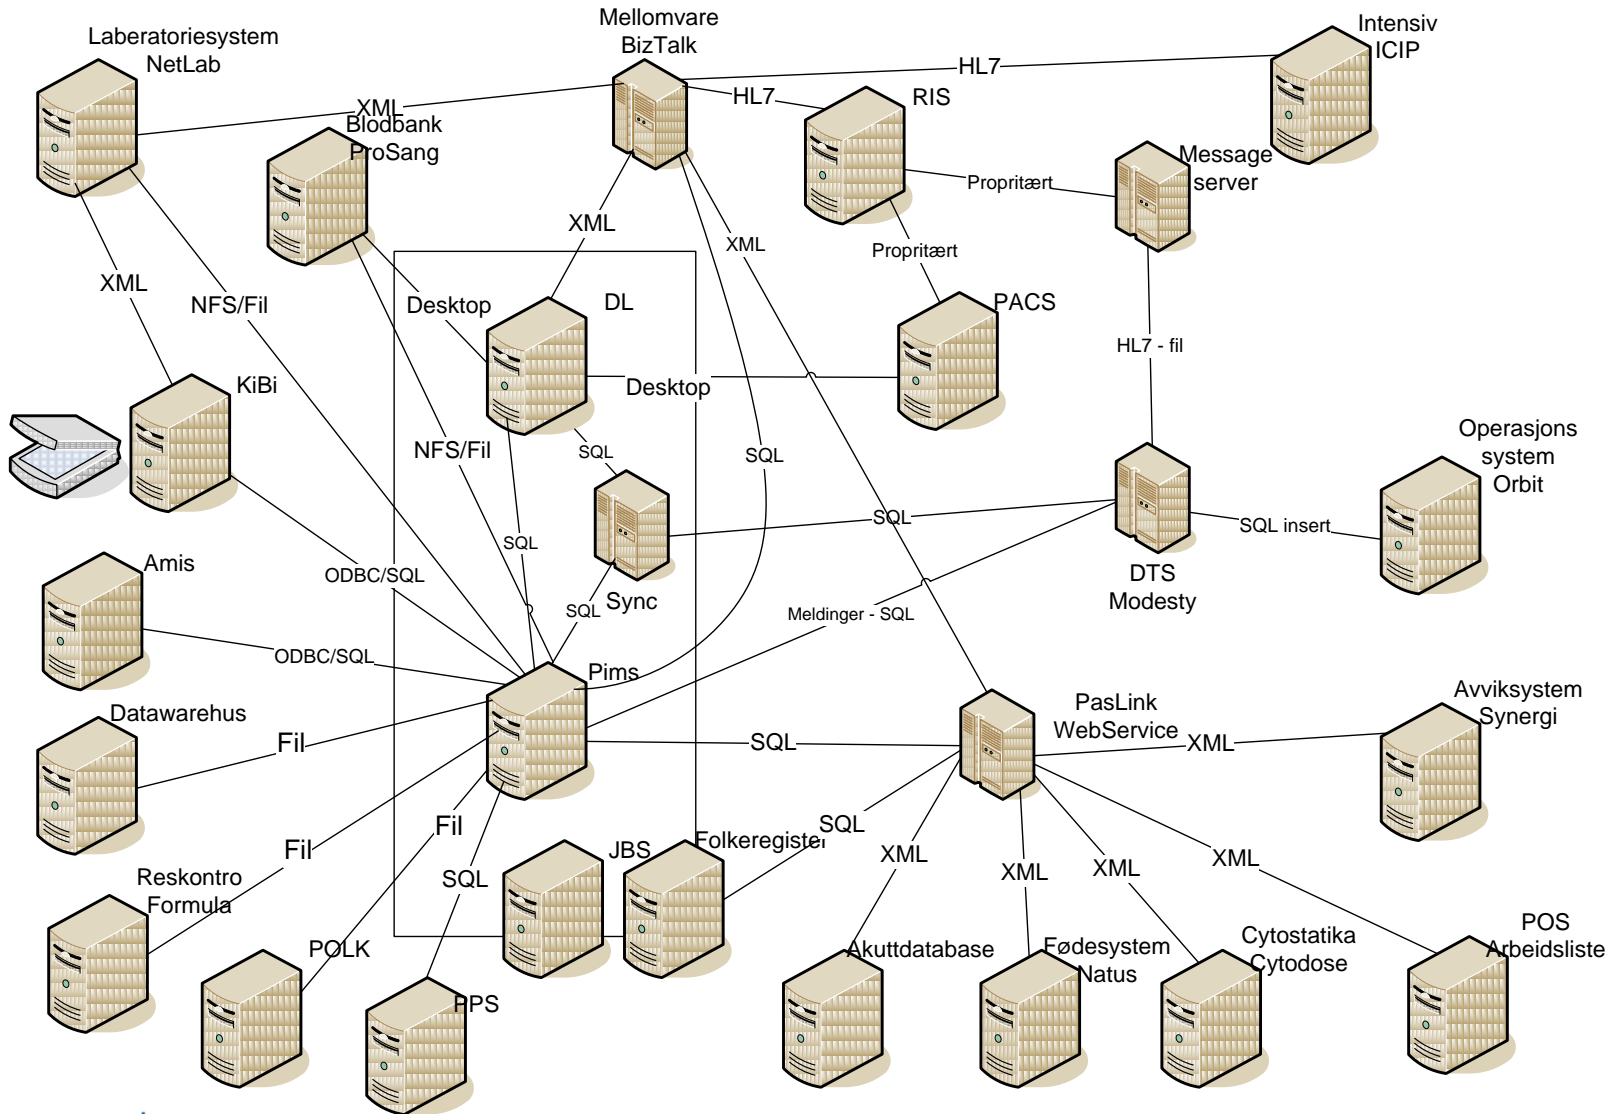 Mellomvare
BizTalk
Intensiv
ICIP
Laberatoriesystem
NetLab
HL7
HL7
RIS
XML
Blodbank
ProSang
Message
server
Propritært
XML
XML
Propritært
XML
NFS/Fil
Desktop
DL
PACS
HL7 - fil
KiBi
Desktop
NFS/Fil
SQL
SQL
Operasjons
system
Orbit
SQL
SQL insert
SQL
Amis
ODBC/SQL
DTS
Modesty
Sync
SQL
Meldinger - SQL
ODBC/SQL
Pims
Datawarehus
PasLink
WebService
Avviksystem
Synergi
Fil
SQL
XML
Fil
SQL
Folkeregister
JBS
Fil
XML
XML
XML
XML
SQL
Reskontro
Formula
POLK
PPS
Akuttdatabase
Fødesystem
Natus
Cytostatika
Cytodose
POS
Arbeidsliste